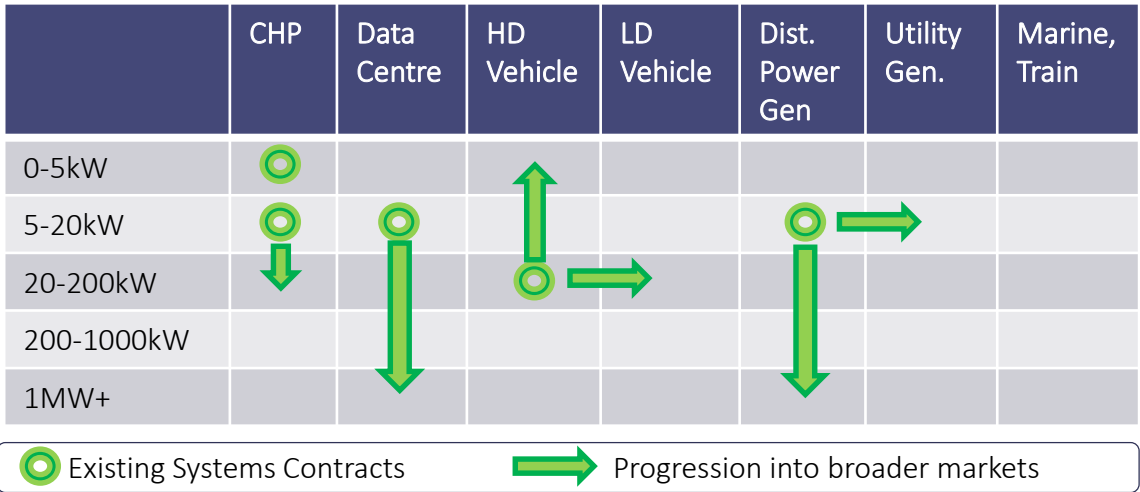 CHP
Data
Centre
HD
Vehicle
LD
Vehicle
Dist.
Power
Gen
Utility
Gen.
Marine,
Train
0-5kW
5-20kW
20-200kW
200-1000kW
1MW+
Existing Systems Contracts
Progression into broader markets